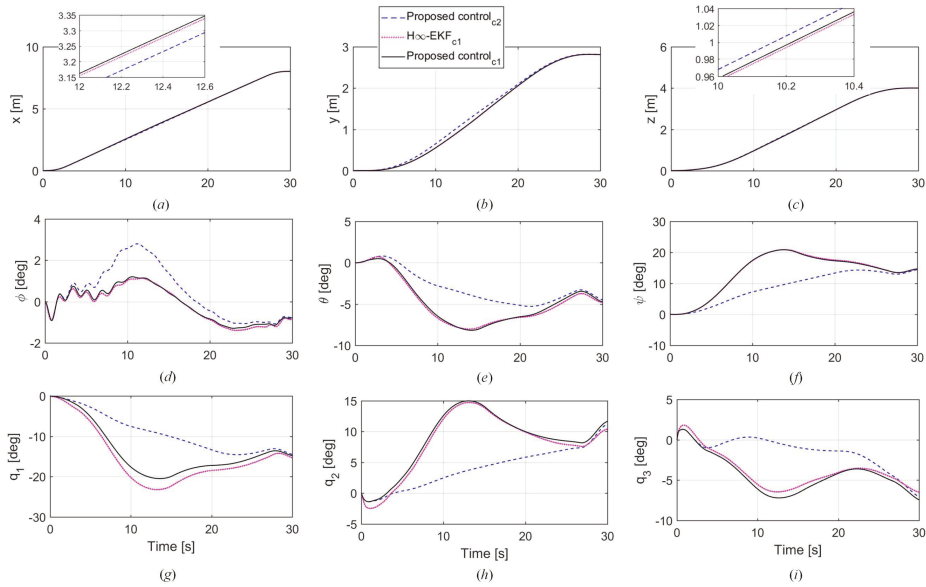 Proposed control_c2
H∞-EKF_c1
Proposed control_c1
3.35
3.3
3.25
3.2
3.15
12 12.2 12.4 12.6
10
5
0
x [m]
0 10 20 30
(a)
3
2
1
0
y [m]
0 10 20 30
(b)
1.04
1.02
1
0.98
0.96
10 10.2 10.4
6
4
2
0
z [m]
0 10 20 30
(c)
4
2
0
-2
ϕ [deg]
0 10 20 30
(d)
5
0
-5
-10
θ [deg]
0 10 20 30
(e)
30
20
10
0
-10
ψ [deg]
0 10 20 30
(f)
0
-10
-20
-30
q_1 [deg]
0 10 20 30
Time [s]
(g)
15
10
5
0
-5
q_2 [deg]
0 10 20 30
Time [s]
(h)
5
0
-5
-10
q_3 [deg]
0 10 20 30
Time [s]
(i)